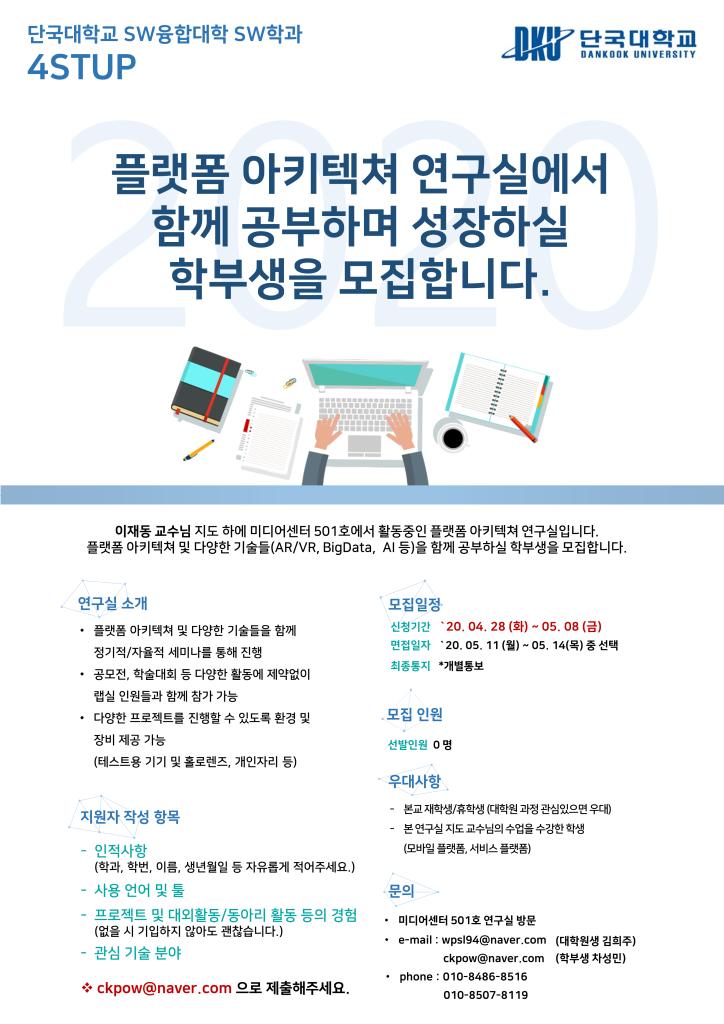 단국대학교 SW융합대학 SW학과
4STUP
DKU 단국대학교
DANKOOK UNIVERSITY
2020
플랫폼 아키텍쳐 연구실에서
함께 공부하며 성장하실
학부생을 모집합니다.
이재동 교수님 지도 하에 미디어센터 501호에서 활동중인 플랫폼 아키텍쳐 연구실입니다.
플랫폼 아키텍쳐 및 다양한 기술들(AR/VR, BigData, AI 등)을 함께 공부하실 학부생을 모집합니다.
연구실 소개
• 플랫폼 아키텍쳐 및 다양한 기술들을 함께
정기적/자율적 세미나를 통해 진행
• 공모전, 학술대회 등 다양한 활동에 제약없이
랩실 인원들과 함께 참가 가능
• 다양한 프로젝트를 진행할 수 있도록 환경 및
장비 제공 가능
(테스트용 기기 및 홀로렌즈, 개인자리 등)
지원자 작성 항목
- 인적사항
(학과, 학번, 이름, 생년월일 등 자유롭게 적어주세요.)
- 사용 언어 및 툴
- 프로젝트 및 대외활동/동아리 활동 등의 경험
(없을 시 기입하지 않아도 괜찮습니다.)
- 관심 기술 분야
❖ ckpow@naver.com 으로 제출해주세요.
모집일정
신청기간 `20. 04. 28 (화) ~ 05. 08 (금)
면접일자 `20. 05. 11 (월) ~ 05. 14(목) 중 선택
최종통지 *개별통보
모집 인원
선발인원 0 명
우대사항
- 본교 재학생/휴학생 (대학원 과정 관심있으면 우대)
- 본 연구실 지도 교수님의 수업을 수강한 학생
(모바일 플랫폼, 서비스 플랫폼)
문의
• 미디어센터 501호 연구실 방문
• e-mail : wpsl94@naver.com (대학원생 김희주)
ckpow@naver.com (학부생 차성민)
• phone : 010-8486-8516
010-8507-8119